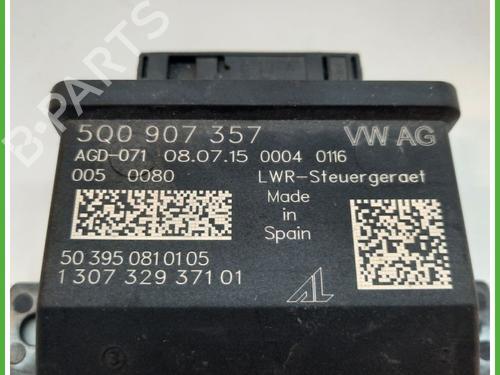 B-PARTS
5Q0 907 357 VW AG
AGD-071 08.07.15 0004 0116
005 0080 LWR-Steuergeraet
Made
in
Spain
50 395 0810105
1 307 329 371 01
AL